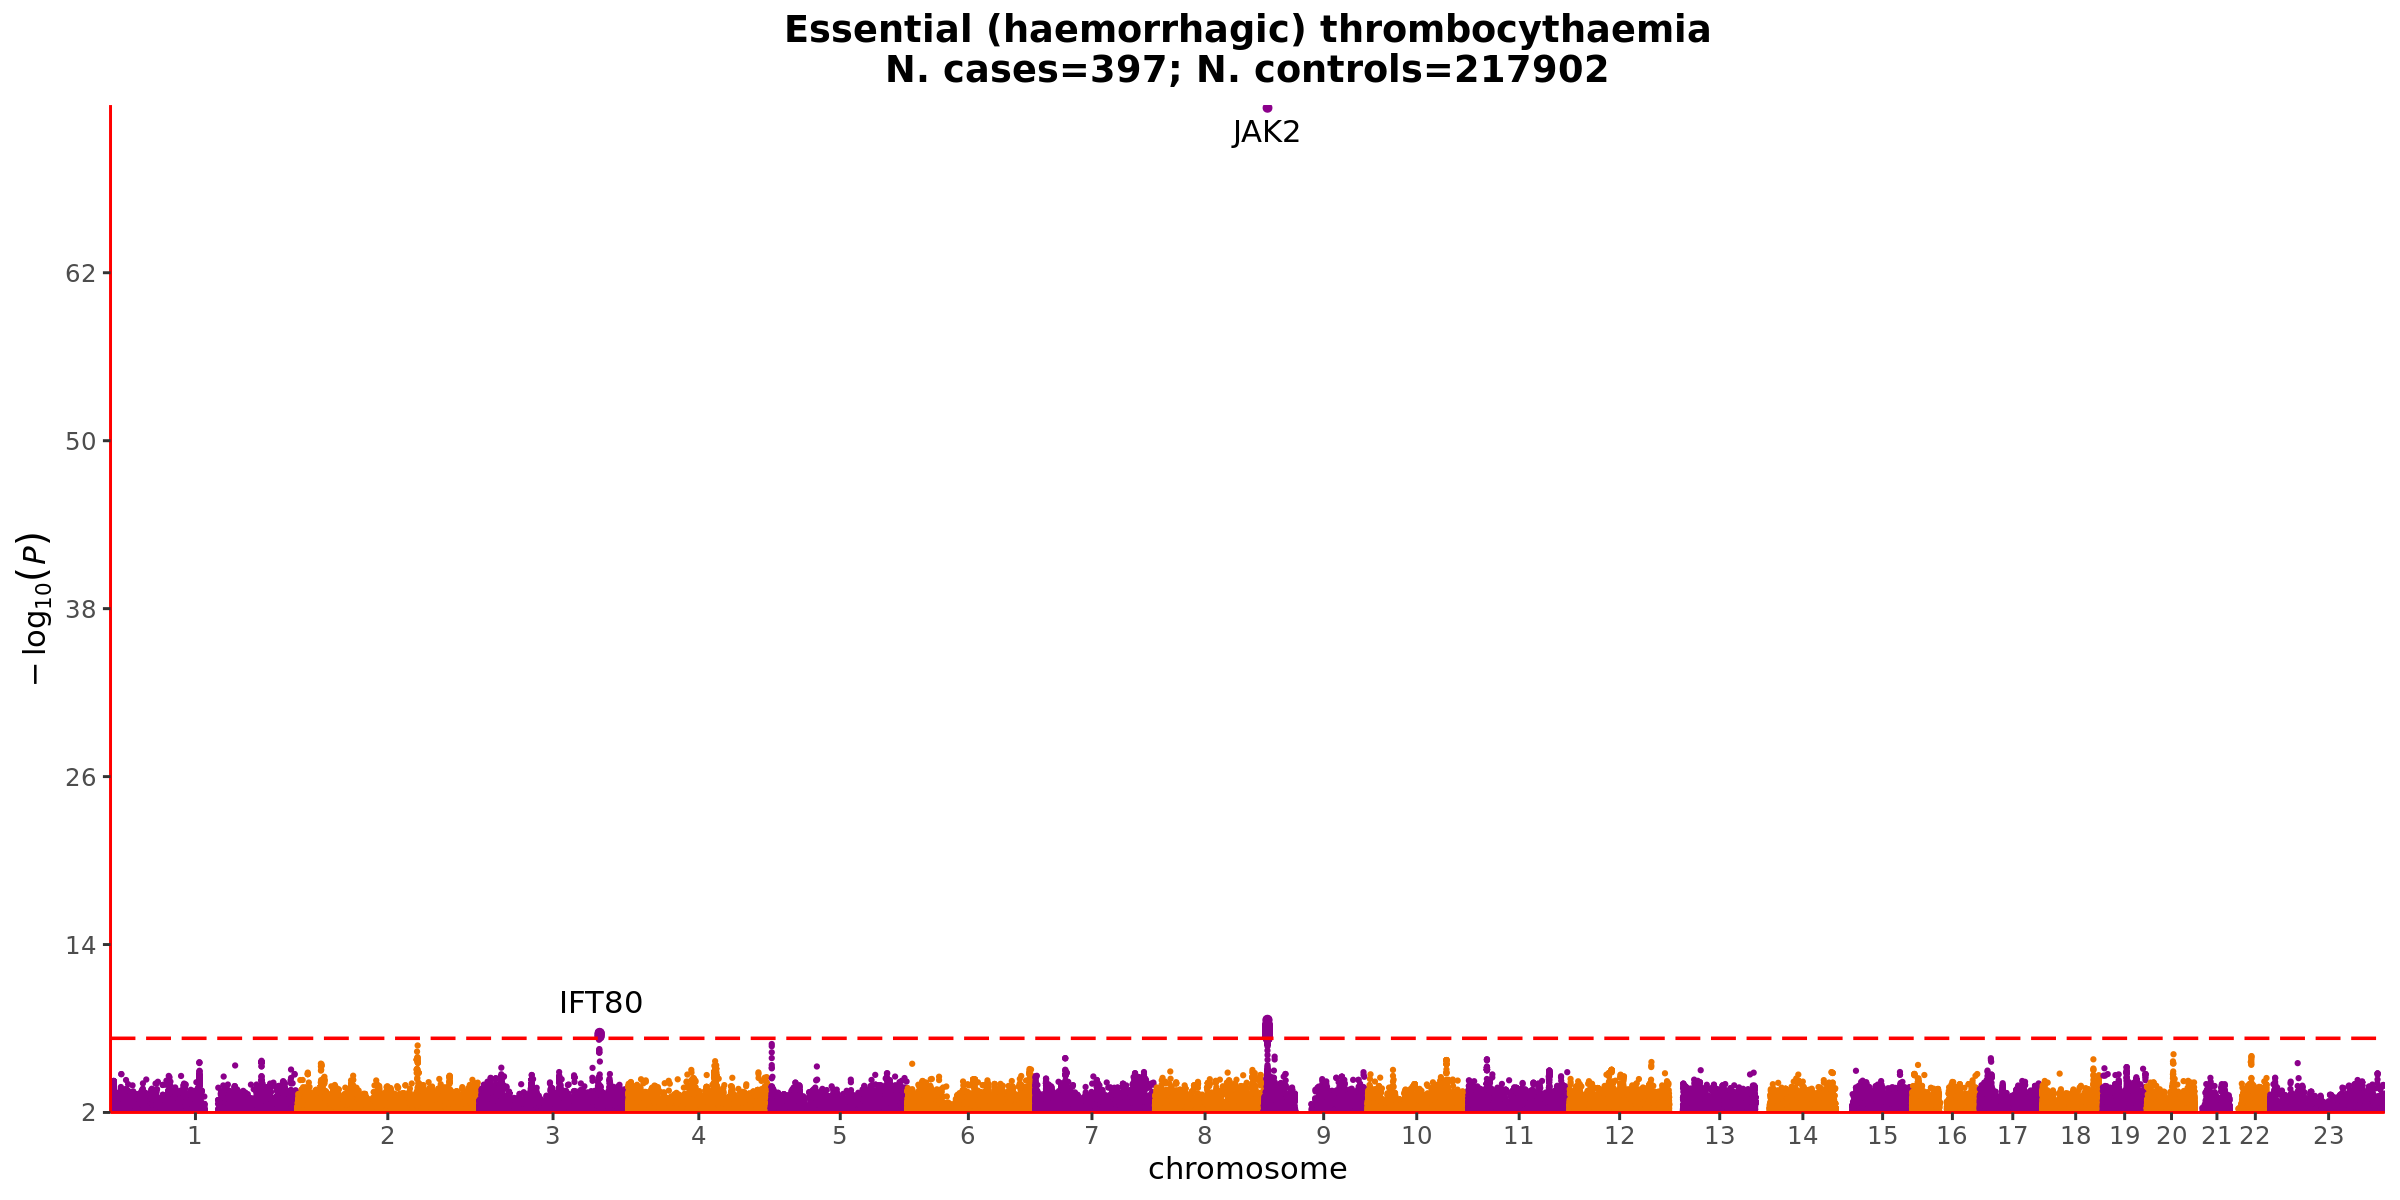 Essential (haemorrhagic) thrombocythaemia
N. cases=397; N. controls=217902
JAK2
62
50
38
26
14
2
− log10(P)
IFT80
1 2 3 4 5 6 7 8 9 10 11 12 13 14 15 16 17 18 19 20 21 22 23
chromosome